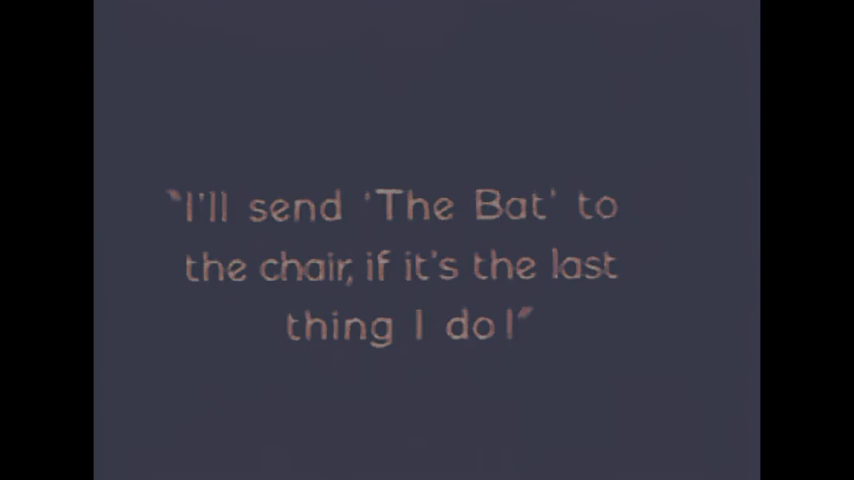 "I'll send 'The Bat' to
the chair, if it's the last
thing I do!"